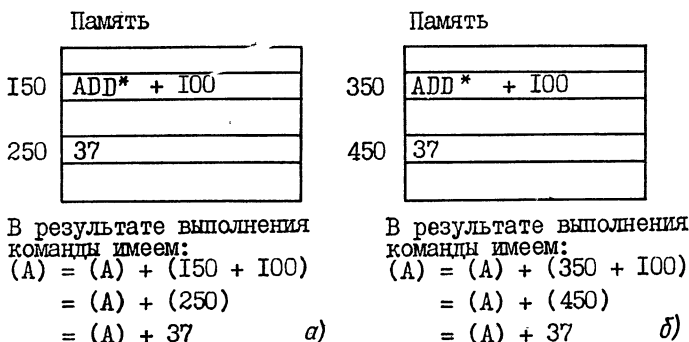 Память
I50 ADD* + I00
250 37
В результате выполнения
команды имеем:
(A) = (A) + (I50 + I00)
= (A) + (250)
= (A) + 37 а)
Память
350 ADD* + I00
450 37
В результате выполнения
команды имеем:
(A) = (A) + (350 + I00)
= (A) + (450)
= (A) + 37 б)